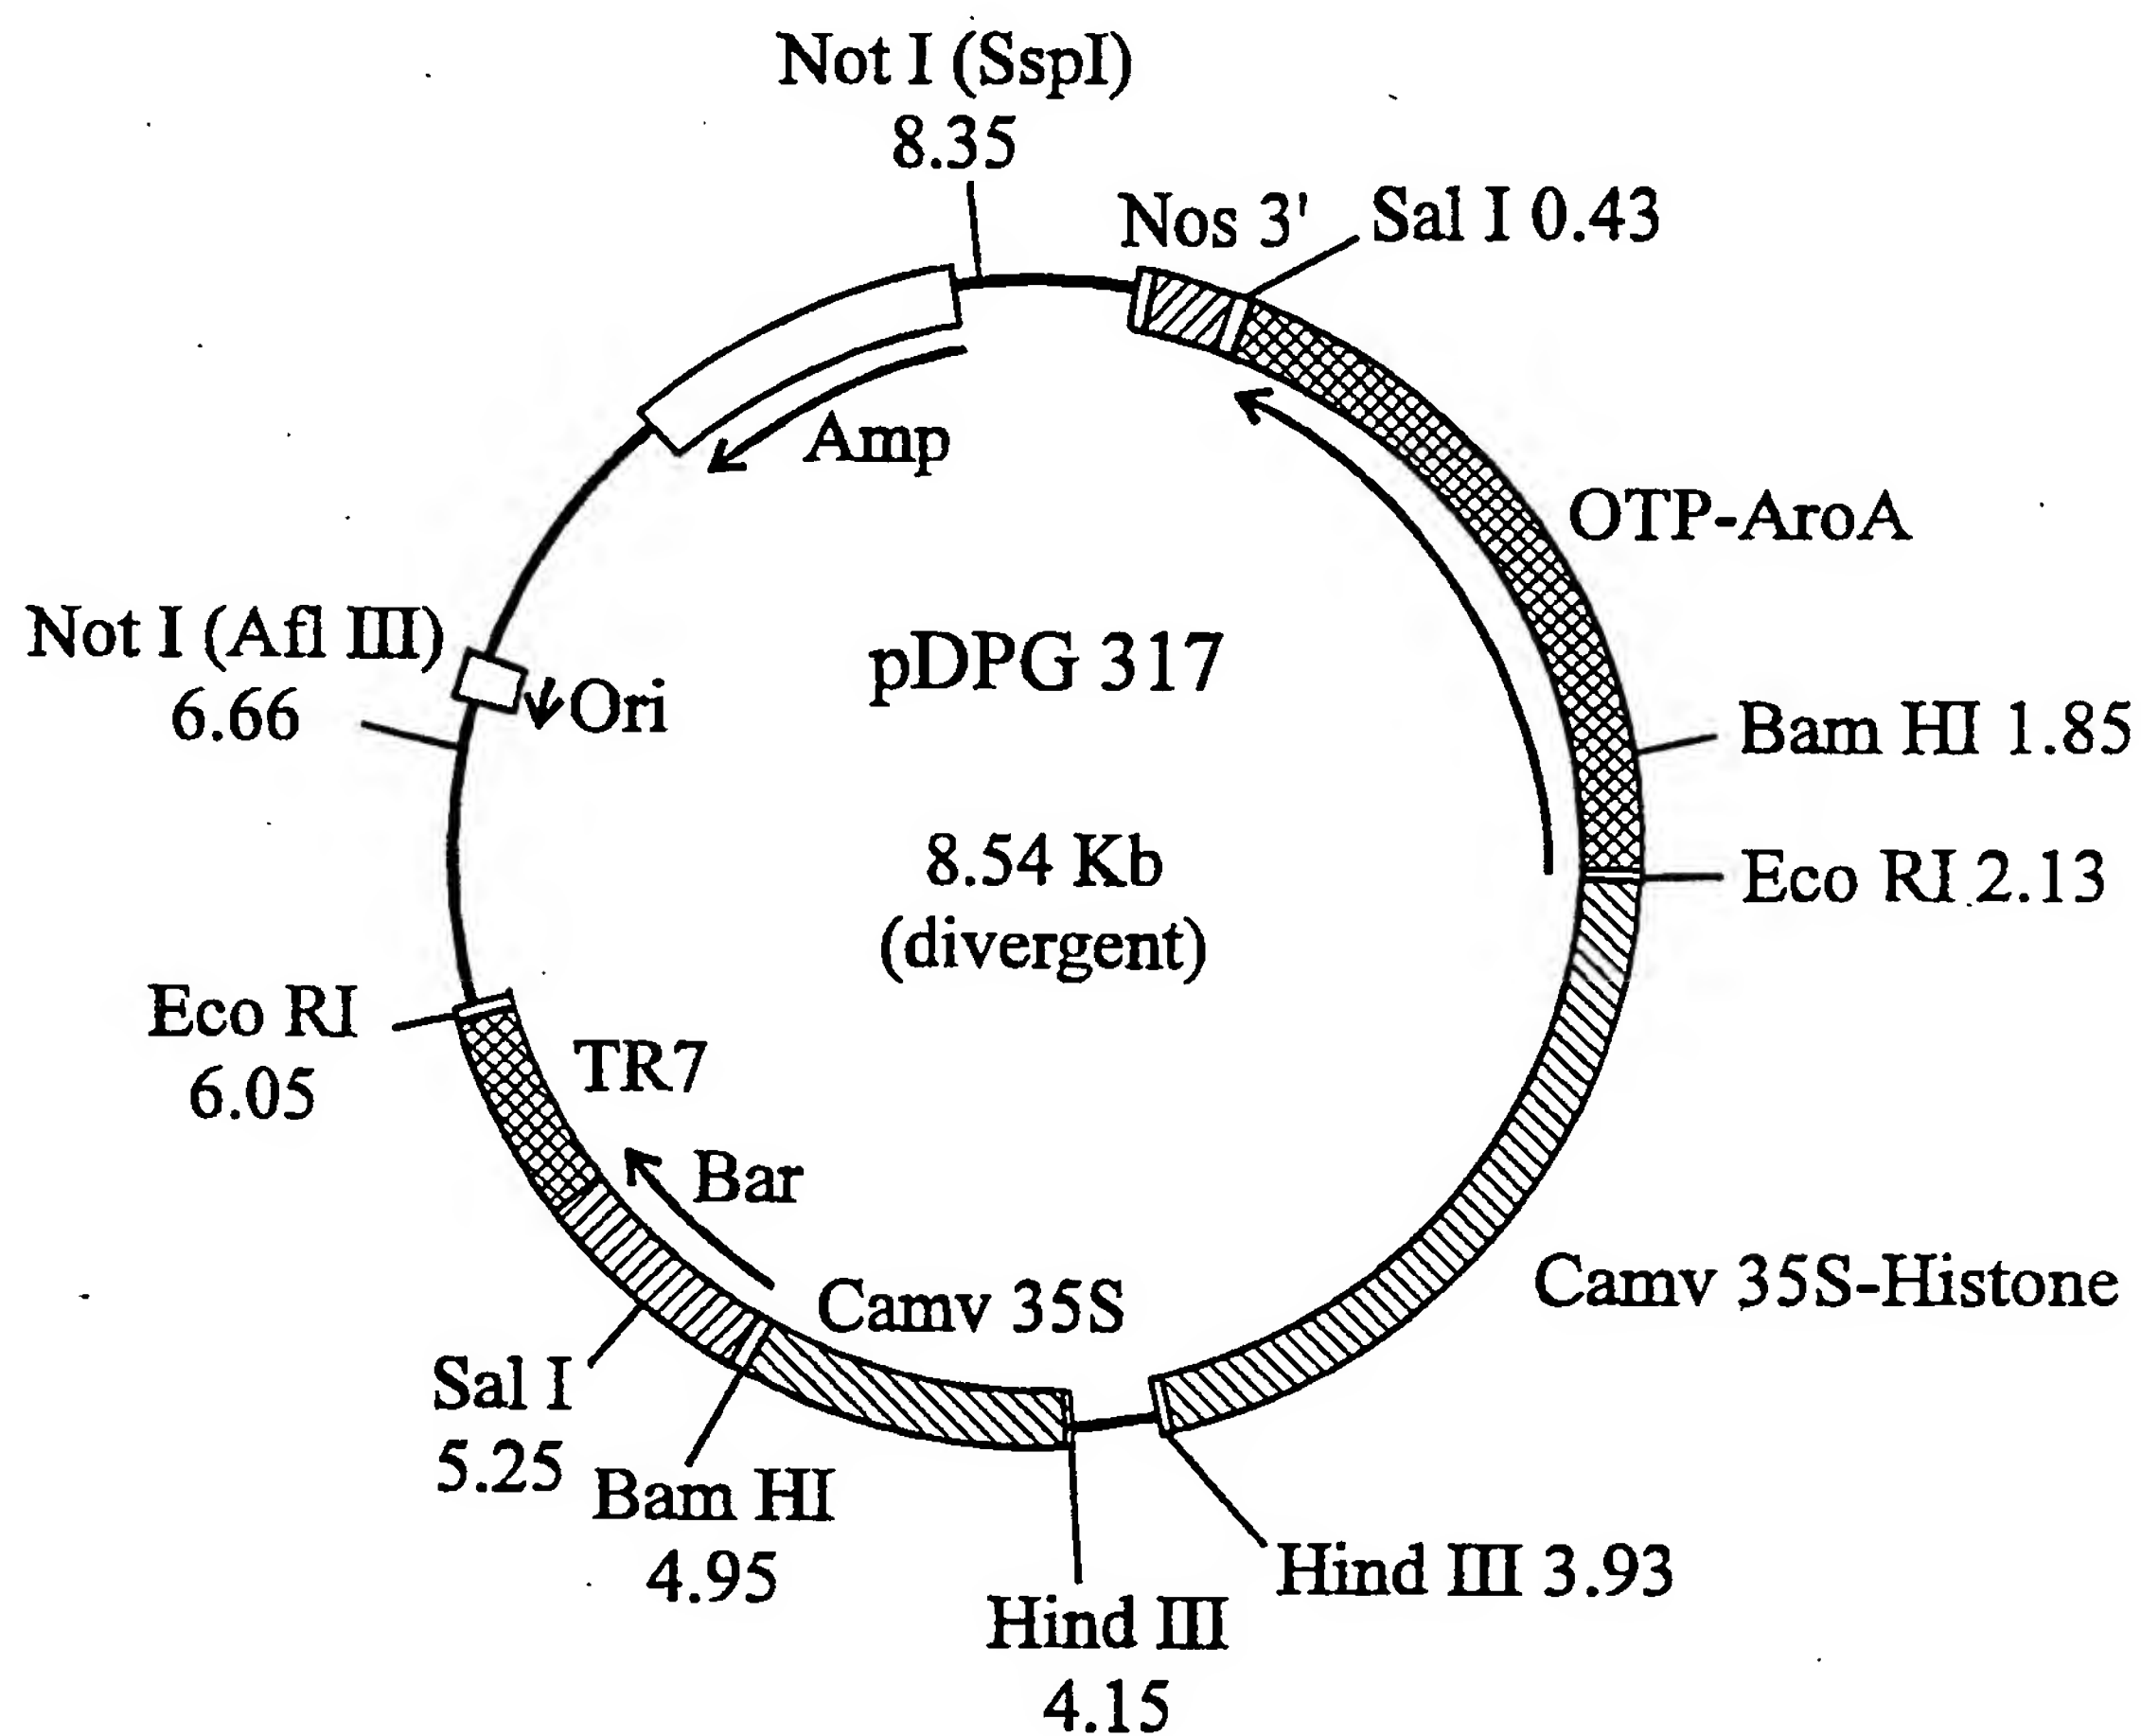 Not I (SspI)
8.35
Nos 3'
Sal I 0.43
Amp
OTP-AroA
Not I (Afl III)
6.66
Ori
pDPG 317
Bam HI 1.85
8.54 Kb
(divergent)
Eco RI 2.13
Eco RI
6.05
TR7
Bar
Camv 35S
Camv 35S-Histone
Sal I
5.25
Bam HI
4.95
Hind III 3.93
Hind III
4.15